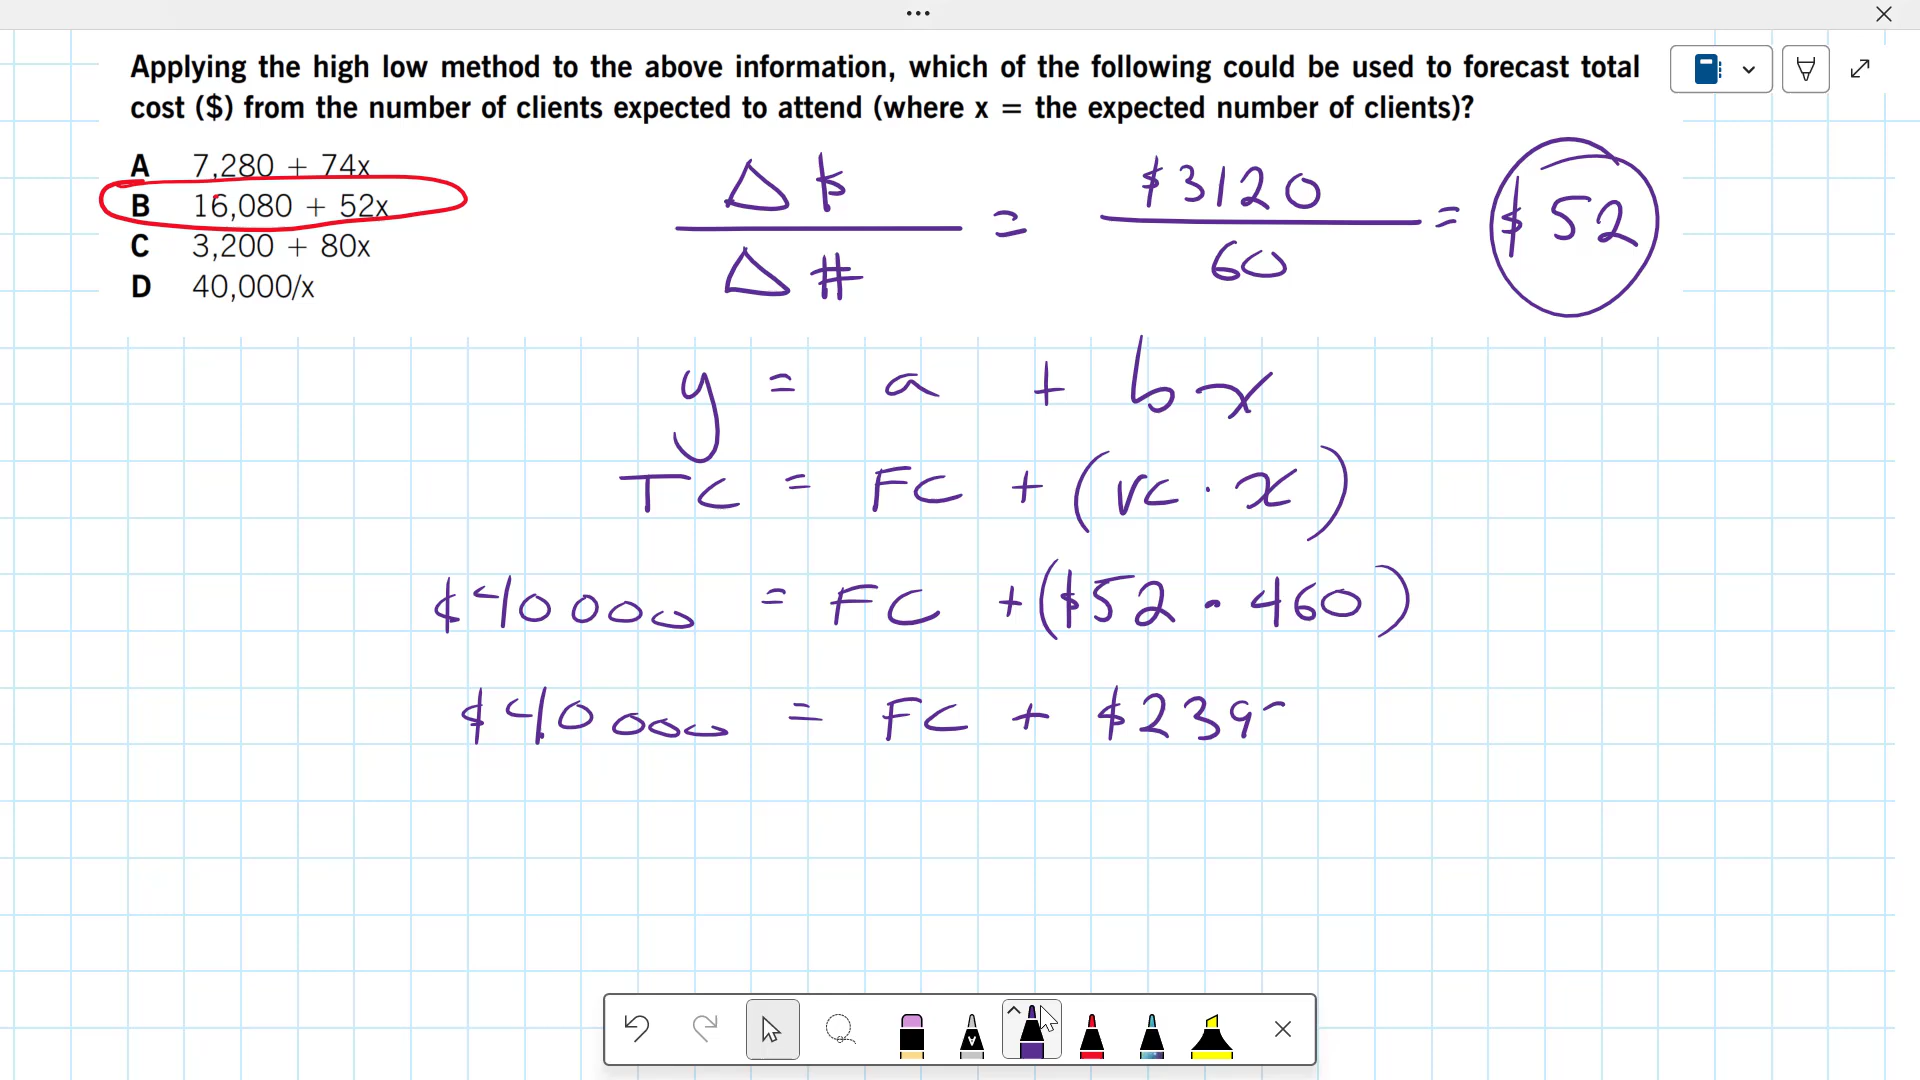 Applying the high low method to the above information, which of the following could be used to forecast total
cost ($) from the number of clients expected to attend (where x = the expected number of clients)?
A 7,280 + 74x
B 16,080 + 52x
C 3,200 + 80x
D 40,000/x
Δ $ / Δ # = $3120 / 60 = $52
y = a + bx
TC = FC + (VC · x)
$40000 = FC + ($52 · 460)
$40000 = FC + $239